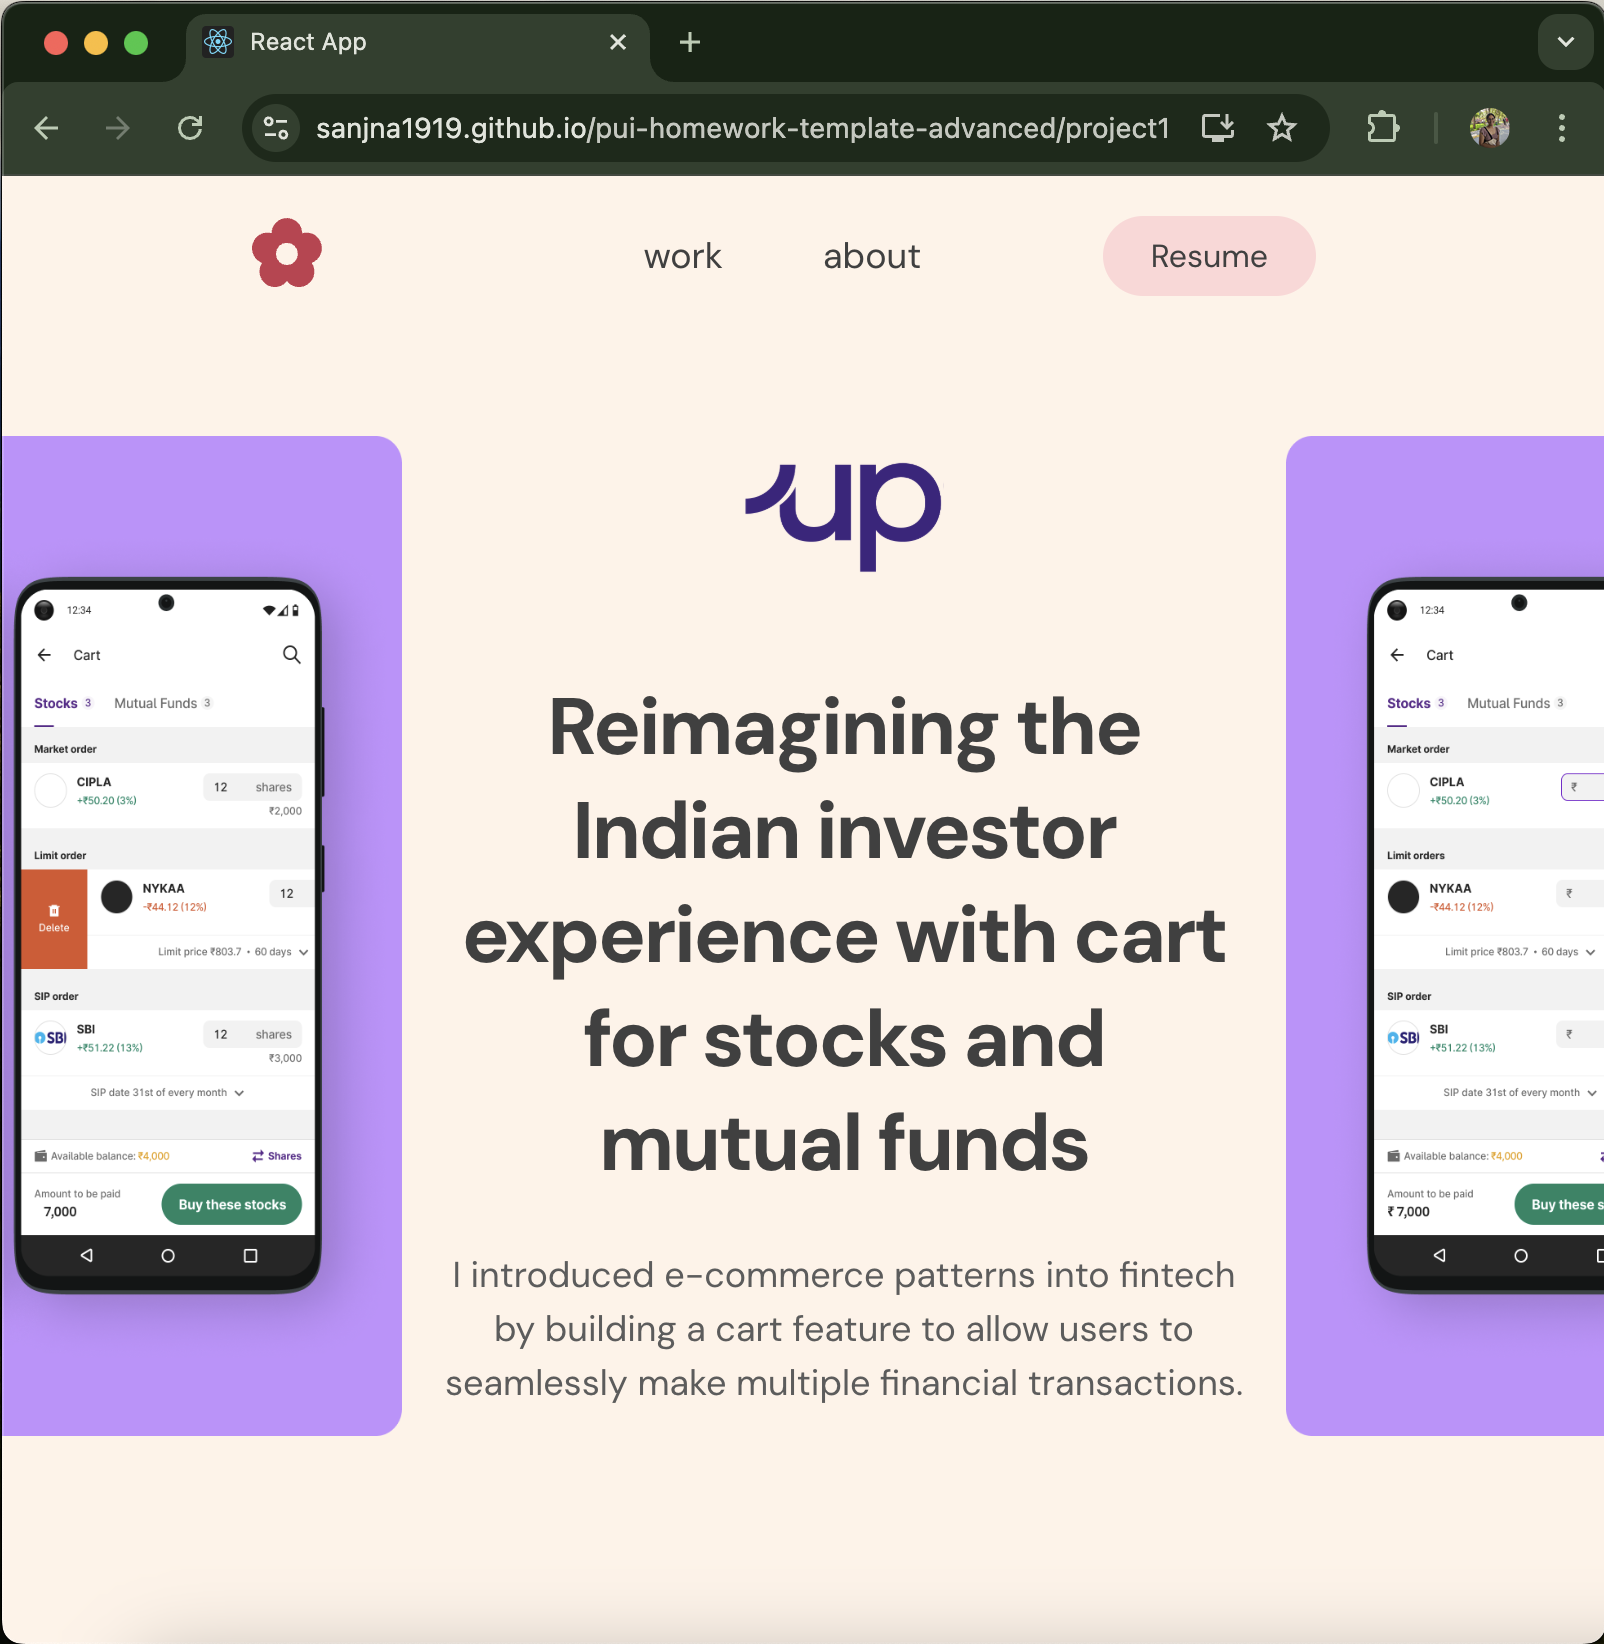 React App
sanjna1919.github.io/pui-homework-template-advanced/project1
work
about
Resume
12:34
Cart
Stocks 3
Mutual Funds 3
Market order
CIPLA
+₹50.20 (3%)
12 shares
₹2,000
Limit order
Delete
NYKAA
-₹44.12 (12%)
12
Limit price ₹803.7 • 60 days
SIP order
SBI
SBI
+₹51.22 (13%)
12 shares
₹3,000
SIP date 31st of every month
Available balance: ₹4,000
Shares
Amount to be paid
7,000
Buy these stocks
up
Reimagining the
Indian investor
experience with cart
for stocks and
mutual funds
I introduced e-commerce patterns into fintech
by building a cart feature to allow users to
seamlessly make multiple financial transactions.
12:34
Cart
Stocks 3
Mutual Funds 3
Market order
CIPLA
+₹50.20 (3%)
₹
Limit orders
NYKAA
-₹44.12 (12%)
₹
Limit price ₹803.7 • 60 days
SIP order
SBI
SBI
+₹51.22 (13%)
₹
SIP date 31st of every month
Available balance: ₹4,000
Amount to be paid
₹ 7,000
Buy these s